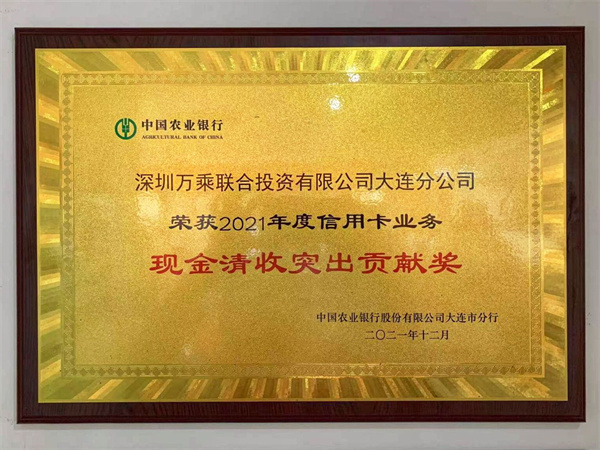 中国农业银行
AGRICULTURAL BANK OF CHINA
深圳万乘联合投资有限公司大连分公司
荣获2021年度信用卡业务
现金清收突出贡献奖
中国农业银行股份有限公司大连市分行
二〇二一年十二月